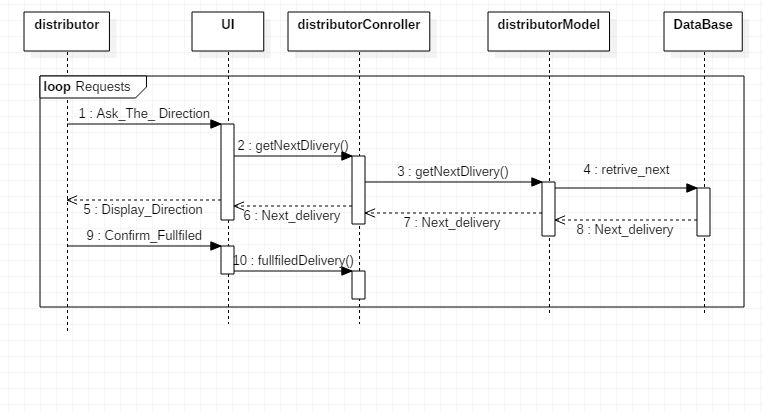 distributor
UI
distributorConroller
distributorModel
DataBase
loop Requests
1 : Ask_The_ Direction
2 : getNextDlivery()
3 : getNextDlivery()
4 : retrive_next
5 : Display_Direction
6 : Next_delivery
7 : Next_delivery
8 : Next_delivery
9 : Confirm_Fullfiled
10 : fullfiledDelivery()